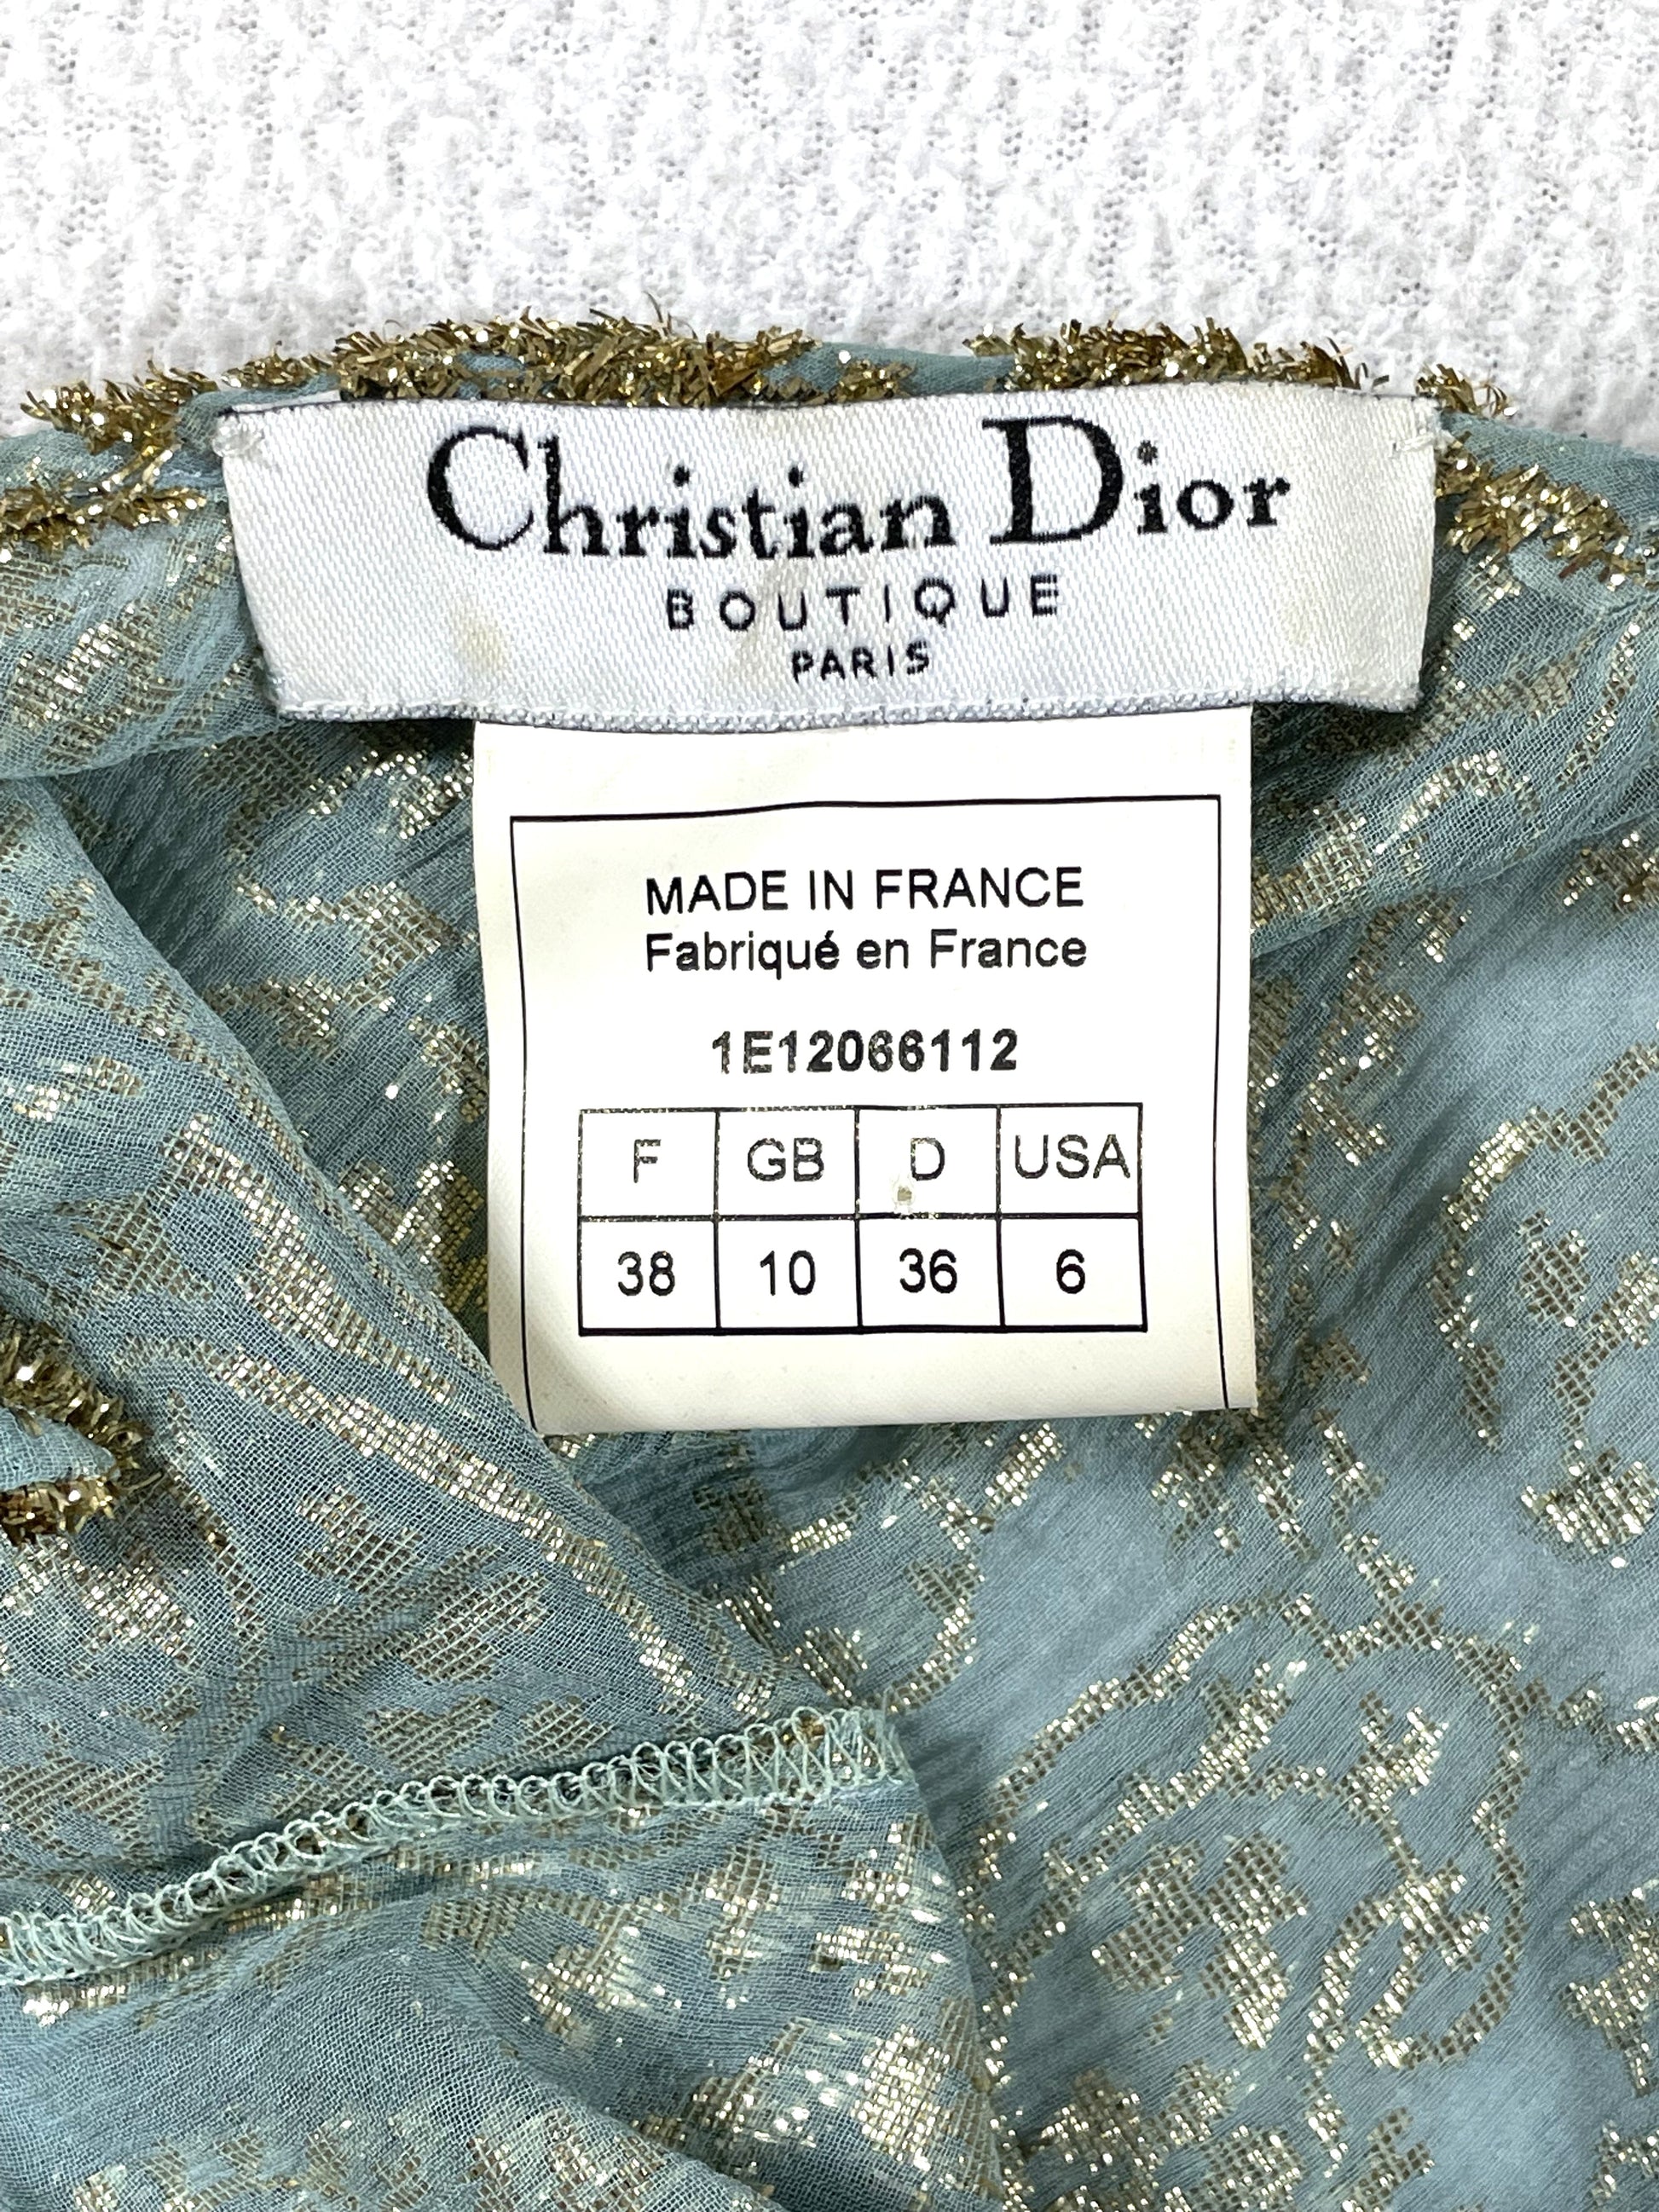 Christian Dior
BOUTIQUE
PARIS
MADE IN FRANCE
Fabriqué en France
1E12066112
F GB D USA
38 10 36 6